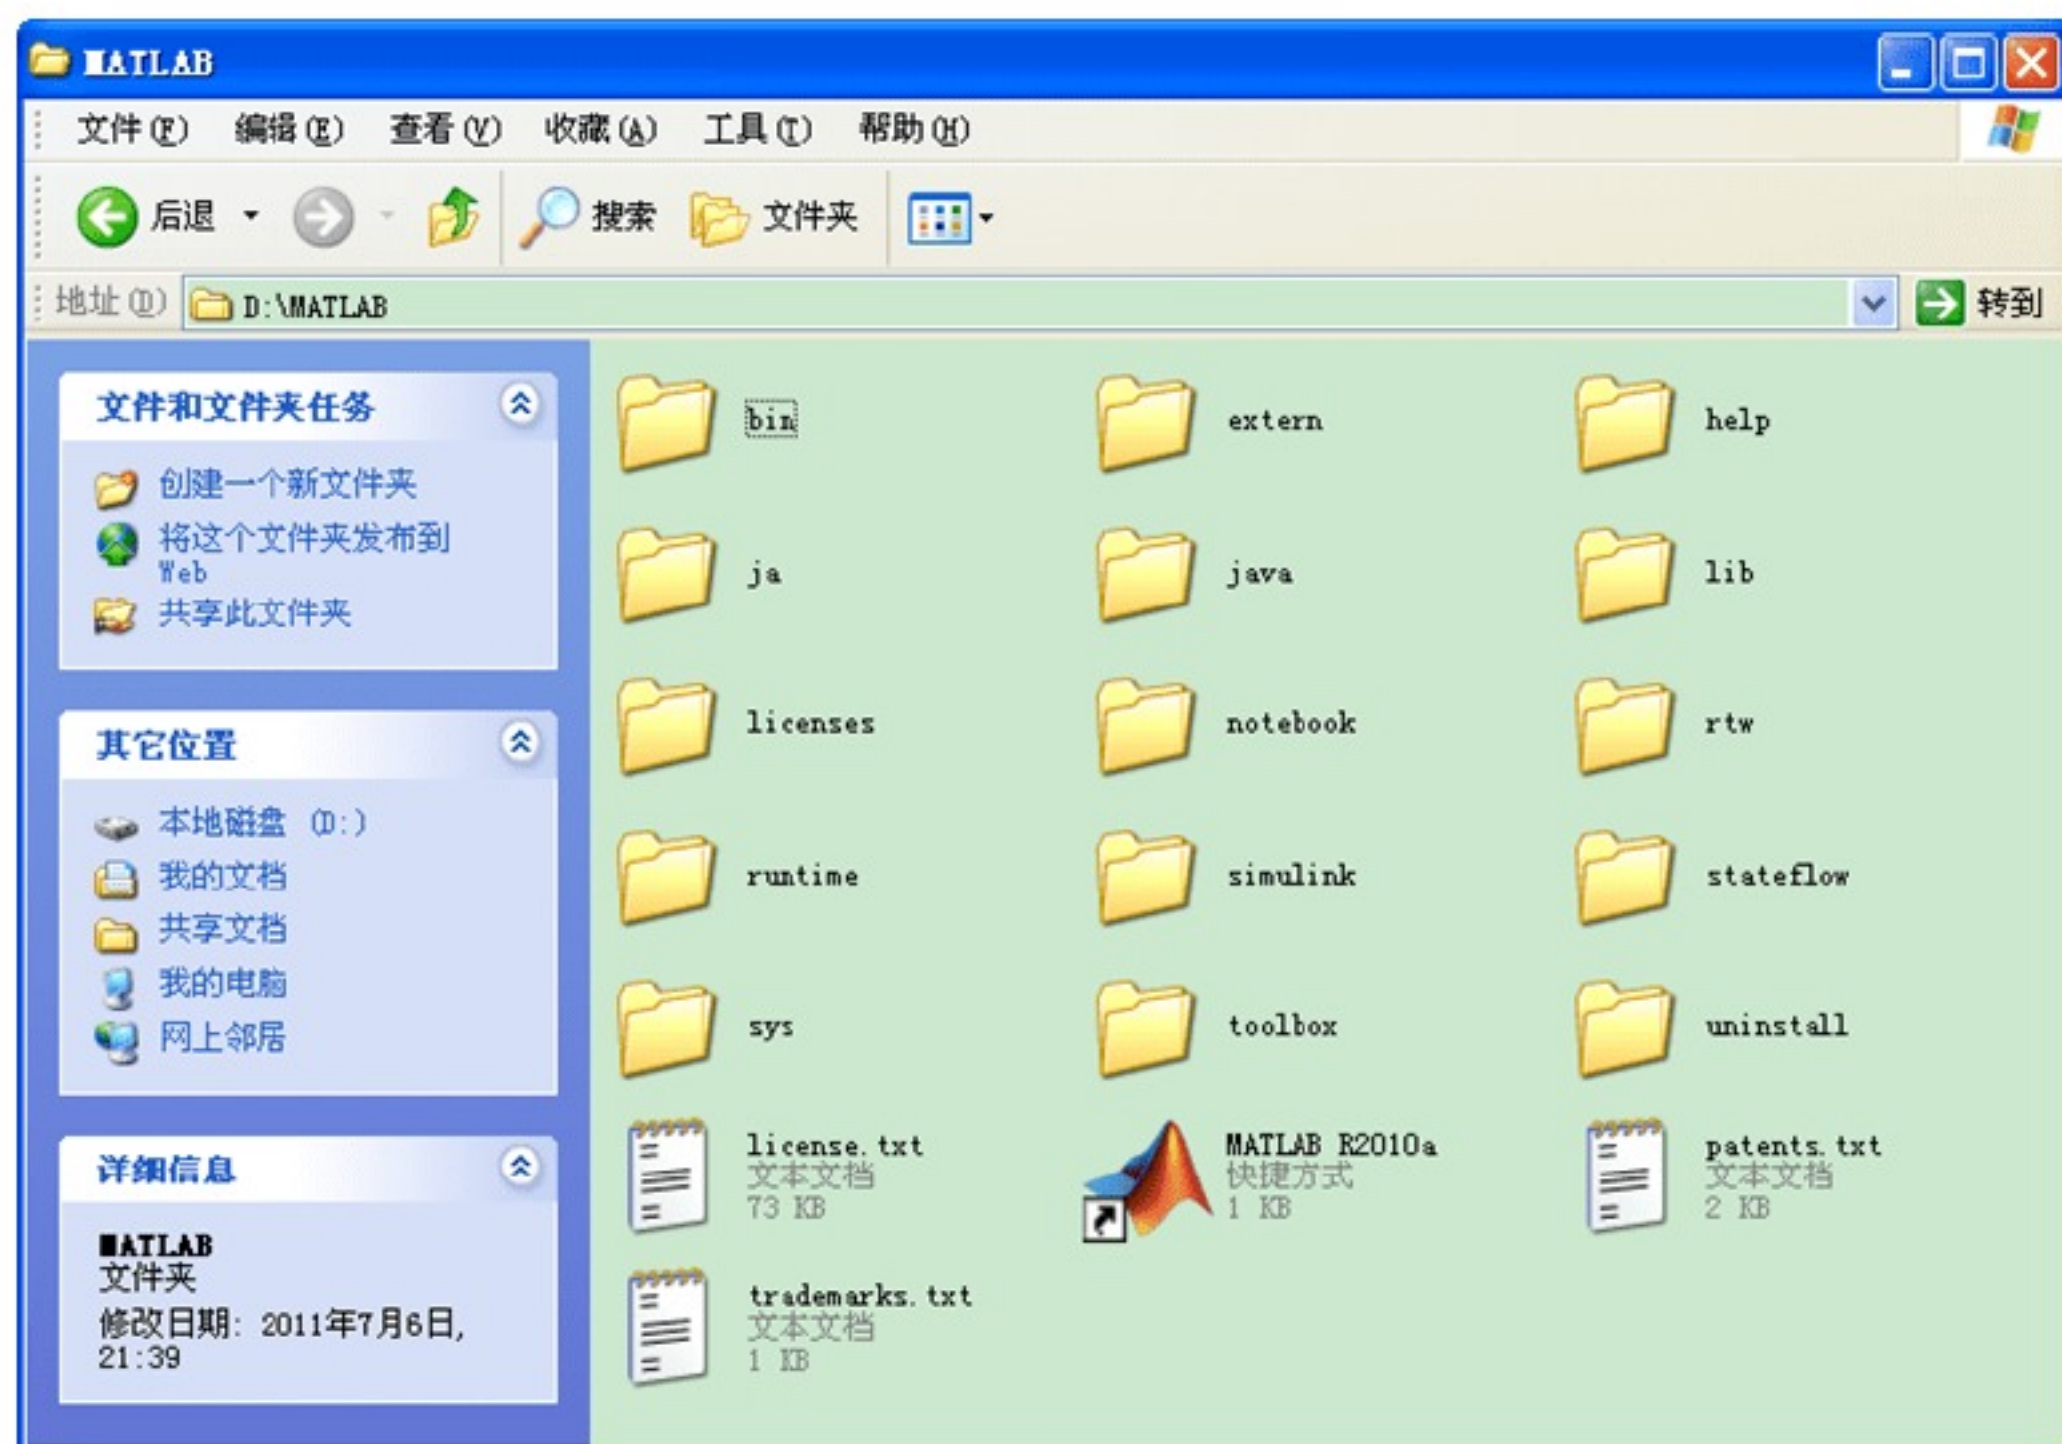 MATLAB
文件(F) 编辑(E) 查看(V) 收藏(A) 工具(T) 帮助(H)
后退 搜索 文件夹
地址(D) D:\MATLAB 转到
文件和文件夹任务
创建一个新文件夹
将这个文件夹发布到
Web
共享此文件夹
其它位置
本地磁盘 (D:)
我的文档
共享文档
我的电脑
网上邻居
详细信息
MATLAB
文件夹
修改日期: 2011年7月6日,
21:39
bin extern help
ja java lib
licenses notebook rtw
runtime simulink stateflow
sys toolbox uninstall
license.txt MATLAB R2010a patents.txt
文本文档 快捷方式 文本文档
73 KB 1 KB 2 KB
trademarks.txt
文本文档
1 KB